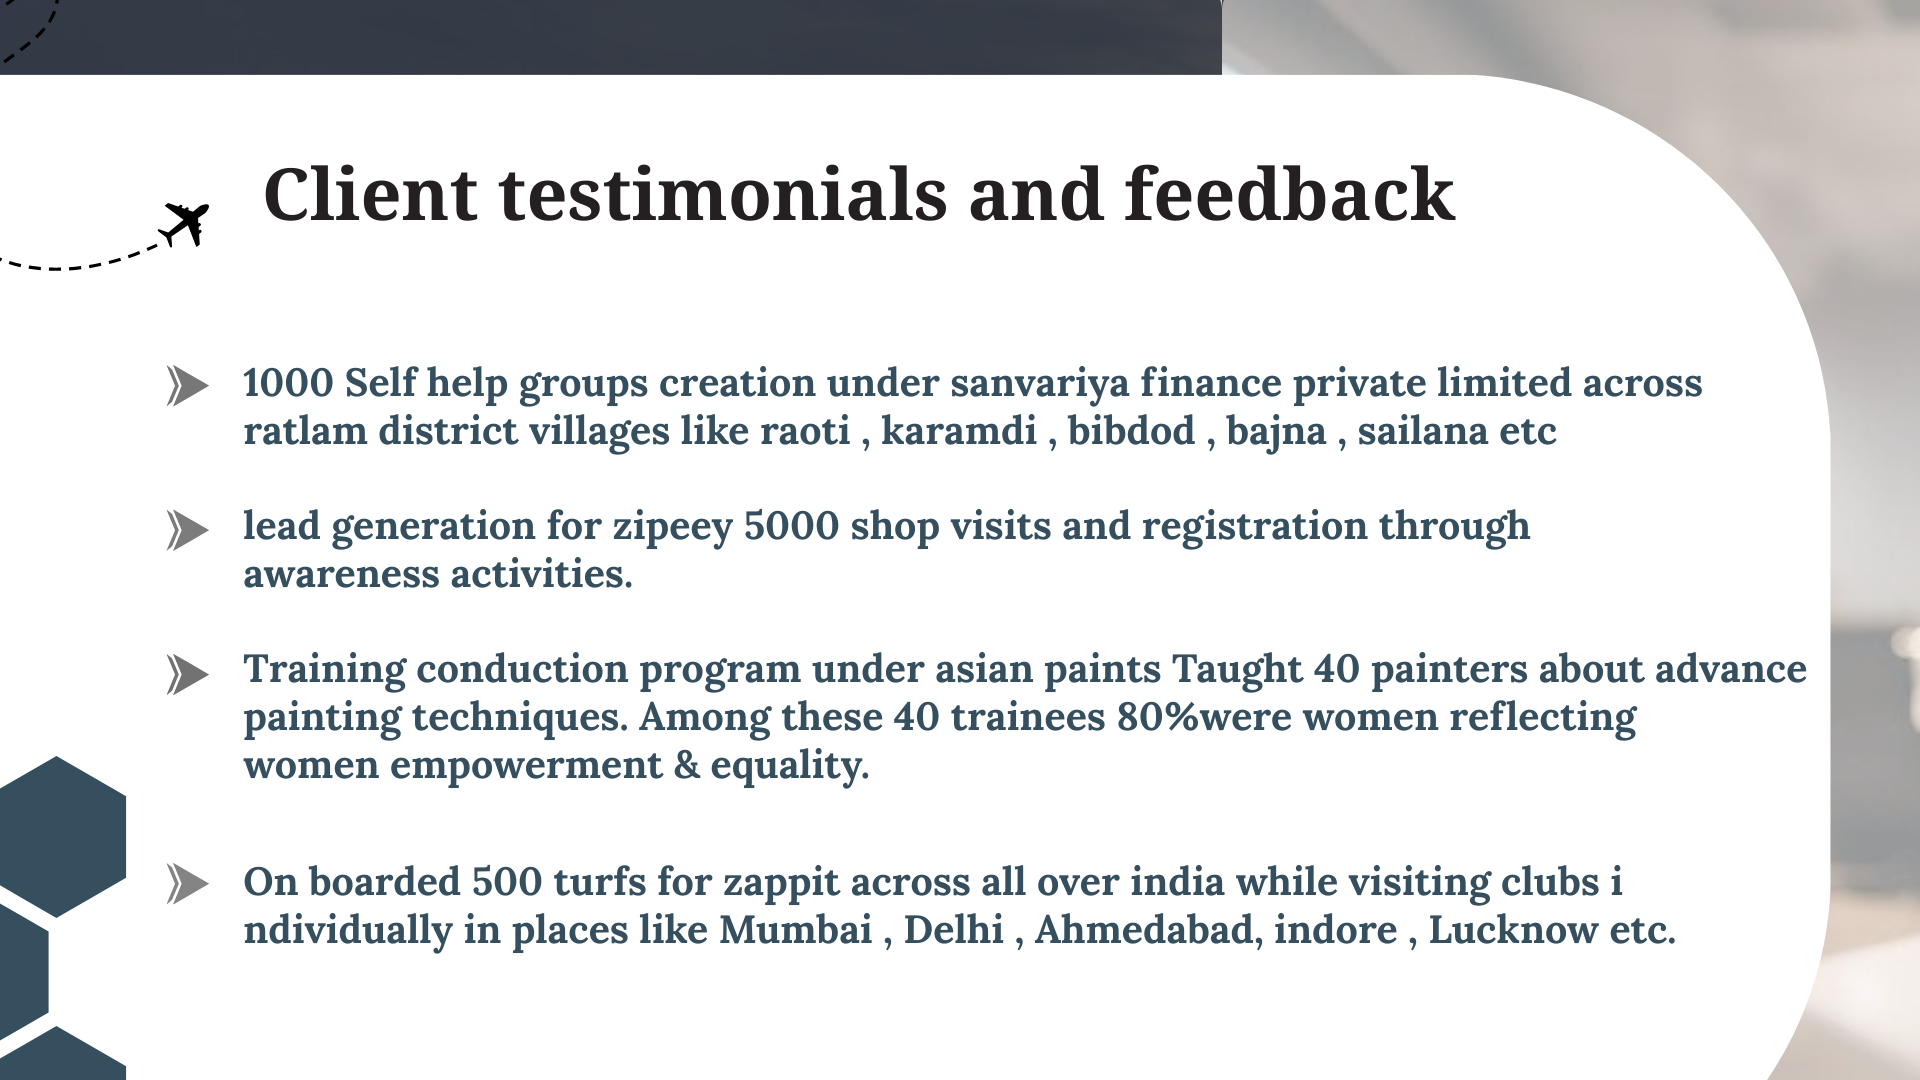 Client testimonials and feedback
1000 Self help groups creation under sanvariya finance private limited across
ratlam district villages like raoti , karamdi , bibdod , bajna , sailana etc
lead generation for zipeey 5000 shop visits and registration through
awareness activities.
Training conduction program under asian paints Taught 40 painters about advance
painting techniques. Among these 40 trainees 80%were women reflecting
women empowerment & equality.
On boarded 500 turfs for zappit across all over india while visiting clubs i
ndividually in places like Mumbai , Delhi , Ahmedabad, indore , Lucknow etc.